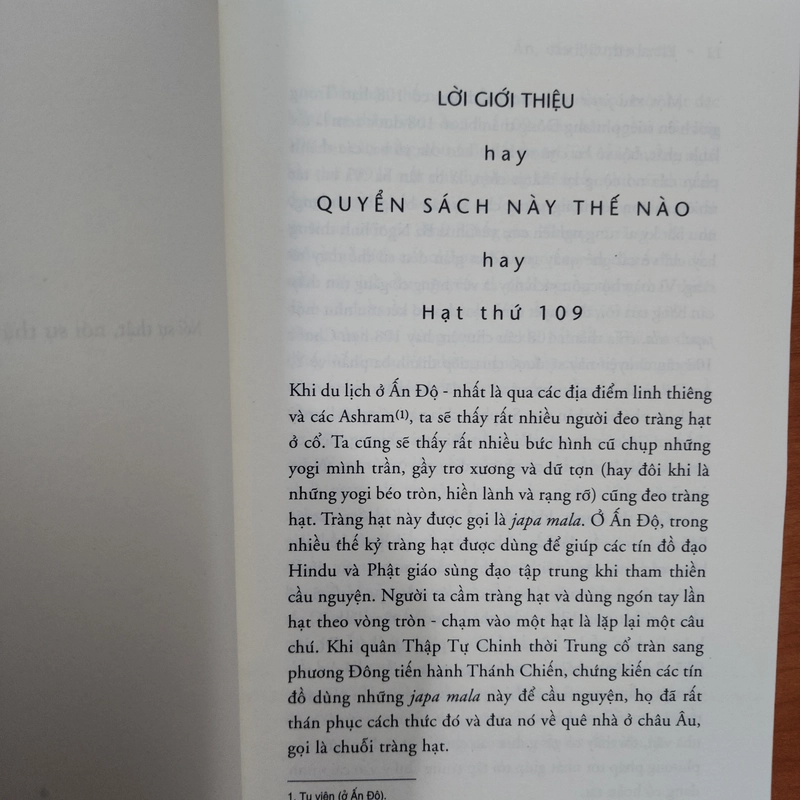 LỜI GIỚI THIỆU
hay
QUYỂN SÁCH NÀY THẾ NÀO
hay
Hạt thứ 109
Khi du lịch ở Ấn Độ - nhất là qua các địa điểm linh thiêng
và các Ashram(1), ta sẽ thấy rất nhiều người đeo tràng hạt
ở cổ. Ta cũng sẽ thấy rất nhiều bức hình cũ chụp những
yogi mình trần, gầy trơ xương và dữ tợn (hay đôi khi là
những yogi béo tròn, hiền lành và rạng rỡ) cũng đeo tràng
hạt. Tràng hạt này được gọi là japa mala. Ở Ấn Độ, trong
nhiều thế kỷ tràng hạt được dùng để giúp các tín đồ đạo
Hindu và Phật giáo sùng đạo tập trung khi tham thiền
cầu nguyện. Người ta cầm tràng hạt và dùng ngón tay lần
hạt theo vòng tròn - chạm vào một hạt là lặp lại một câu
chú. Khi quân Thập Tự Chinh thời Trung cổ tràn sang
phương Đông tiến hành Thánh Chiến, chứng kiến các tín
đồ dùng những japa mala này để cầu nguyện, họ đã rất
thán phục cách thức đó và đưa nó về quê nhà ở châu Âu,
gọi là chuỗi tràng hạt.
1. Tu viện (ở Ấn Độ).